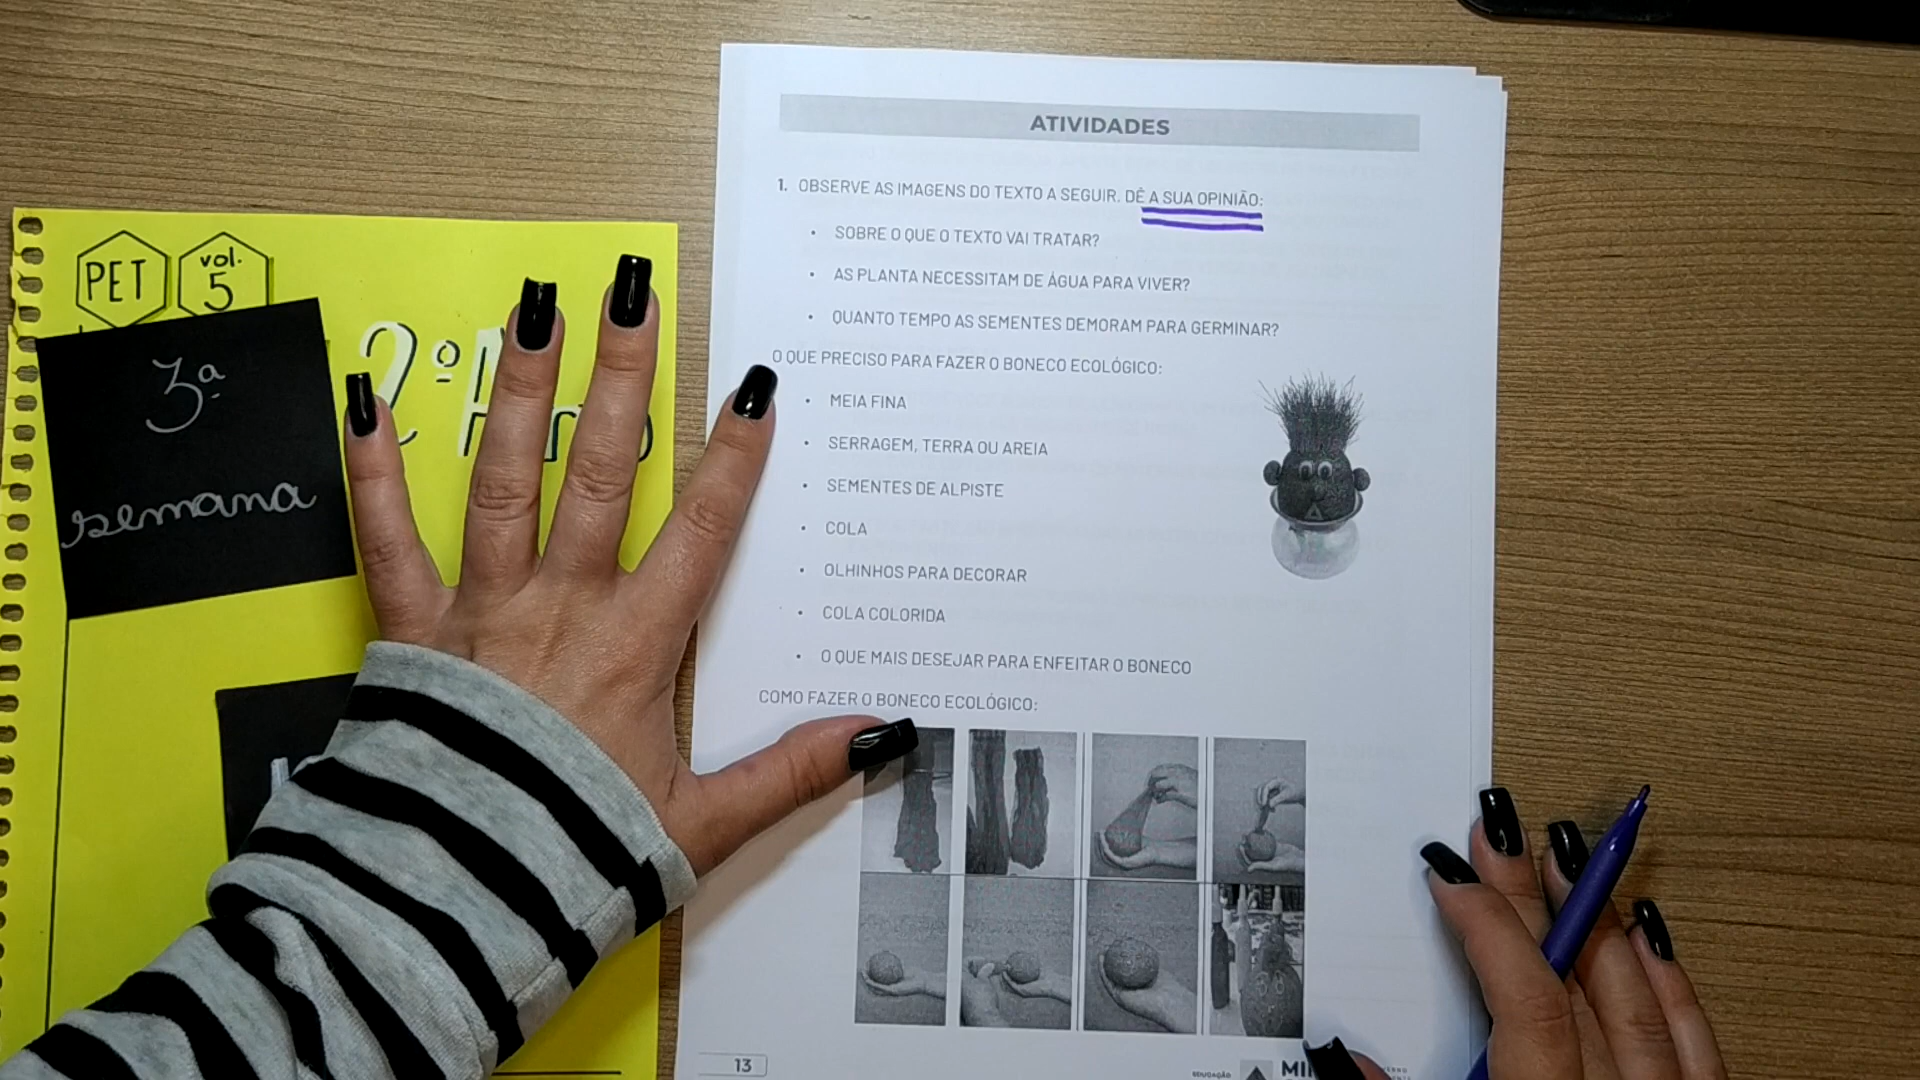 PET
vol.
5
3ª
semana
2º
ATIVIDADES
1. OBSERVE AS IMAGENS DO TEXTO A SEGUIR. DÊ A SUA OPINIÃO:
• SOBRE O QUE O TEXTO VAI TRATAR?
• AS PLANTA NECESSITAM DE ÁGUA PARA VIVER?
• QUANTO TEMPO AS SEMENTES DEMORAM PARA GERMINAR?
O QUE PRECISO PARA FAZER O BONECO ECOLÓGICO:
• MEIA FINA
• SERRAGEM, TERRA OU AREIA
• SEMENTES DE ALPISTE
• COLA
• OLHINHOS PARA DECORAR
• COLA COLORIDA
• O QUE MAIS DESEJAR PARA ENFEITAR O BONECO
COMO FAZER O BONECO ECOLÓGICO:
13
EDUCAÇÃO